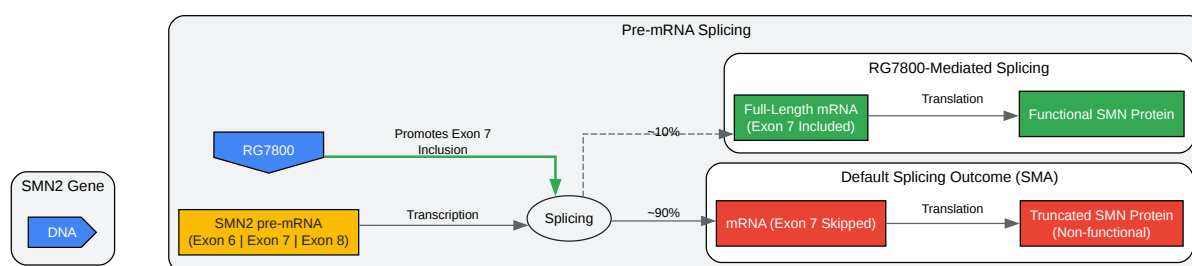 Pre-mRNA Splicing
RG7800-Mediated Splicing
Full-Length mRNA
(Exon 7 Included)
Translation
Functional SMN Protein
~10%
Promotes Exon 7
Inclusion
RG7800
SMN2 Gene
DNA
SMN2 pre-mRNA
(Exon 6 | Exon 7 | Exon 8)
Transcription
Splicing
~90%
Default Splicing Outcome (SMA)
mRNA (Exon 7 Skipped)
Translation
Truncated SMN Protein
(Non-functional)